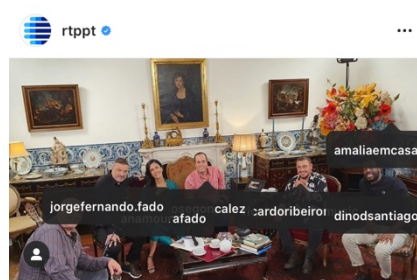 rtppt
amaliaemcasa
jorgefernando.fado
calez
cardoribeiro
afado
dinodsantiago